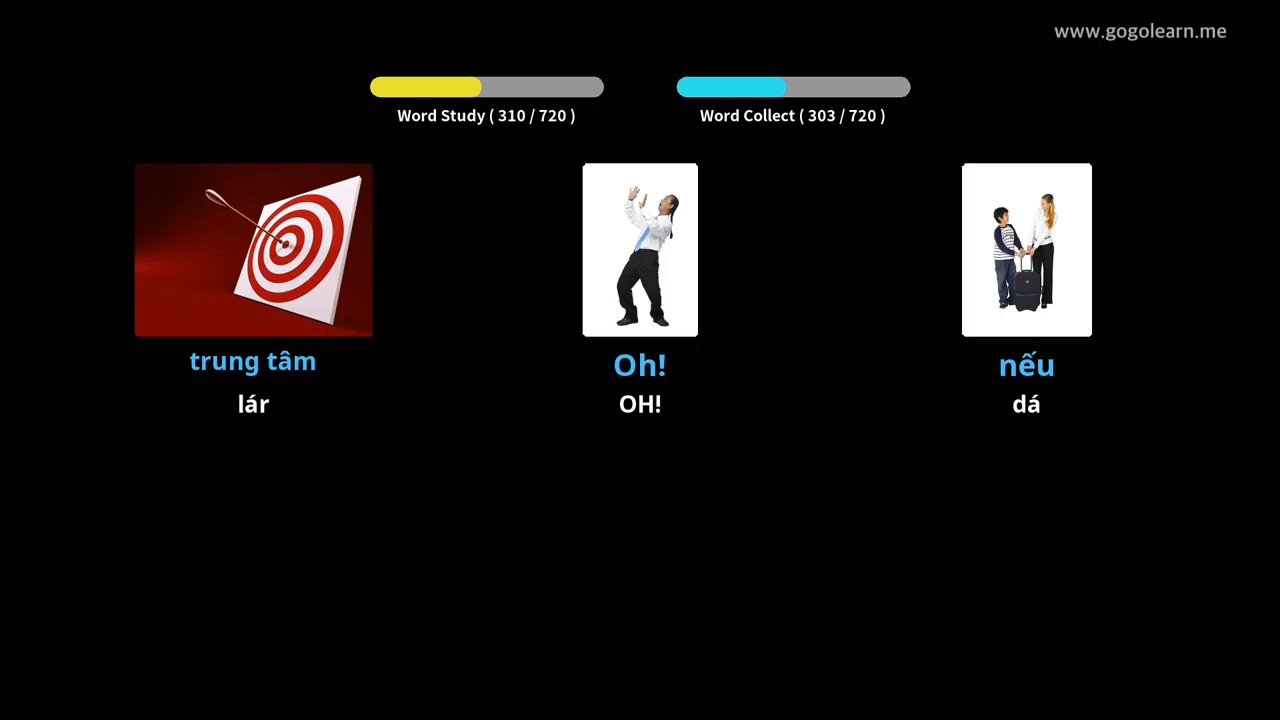 www.gogolearn.me
Word Study ( 310 / 720 )
Word Collect ( 303 / 720 )
trung tâm
lár
Oh!
OH!
nếu
dá